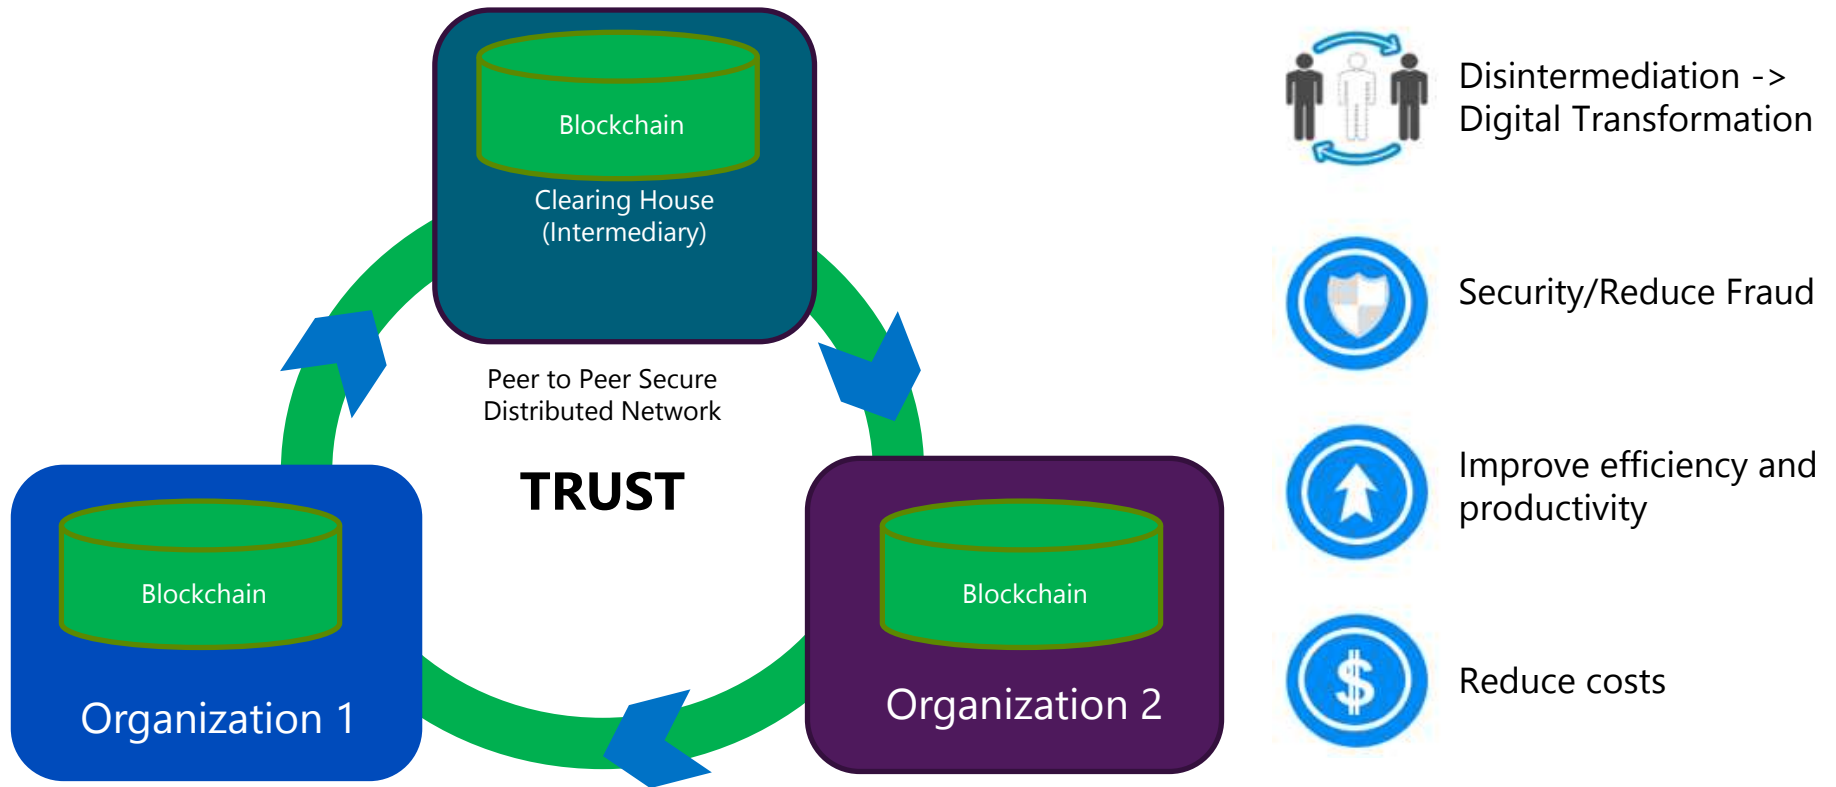 Blockchain
Clearing House
(Intermediary)
Peer to Peer Secure
Distributed Network
TRUST
Blockchain
Organization 1
Blockchain
Organization 2
Disintermediation ->
Digital Transformation
Security/Reduce Fraud
Improve efficiency and
productivity
$
Reduce costs